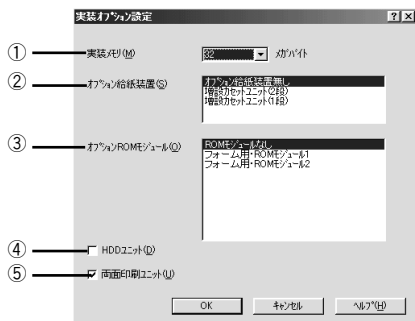 実装ｵﾌﾟｼｮﾝ設定
① 実装ﾒﾓﾘ(M) 32 ﾒｶﾞﾊﾞｲﾄ
② ｵﾌﾟｼｮﾝ給紙装置(S) ｵﾌﾟｼｮﾝ給紙装置無し
増設ｶｾｯﾄﾕﾆｯﾄ(2段)
増設ｶｾｯﾄﾕﾆｯﾄ(1段)
③ ｵﾌﾟｼｮﾝROMﾓｼﾞｭｰﾙ(O) ROMﾓｼﾞｭｰﾙなし
フォーム用・ROMﾓｼﾞｭｰﾙ1
フォーム用・ROMﾓｼﾞｭｰﾙ2
④ HDDﾕﾆｯﾄ(D)
⑤ 両面印刷ﾕﾆｯﾄ(U)
OK ｷｬﾝｾﾙ ﾍﾙﾌﾟ(H)